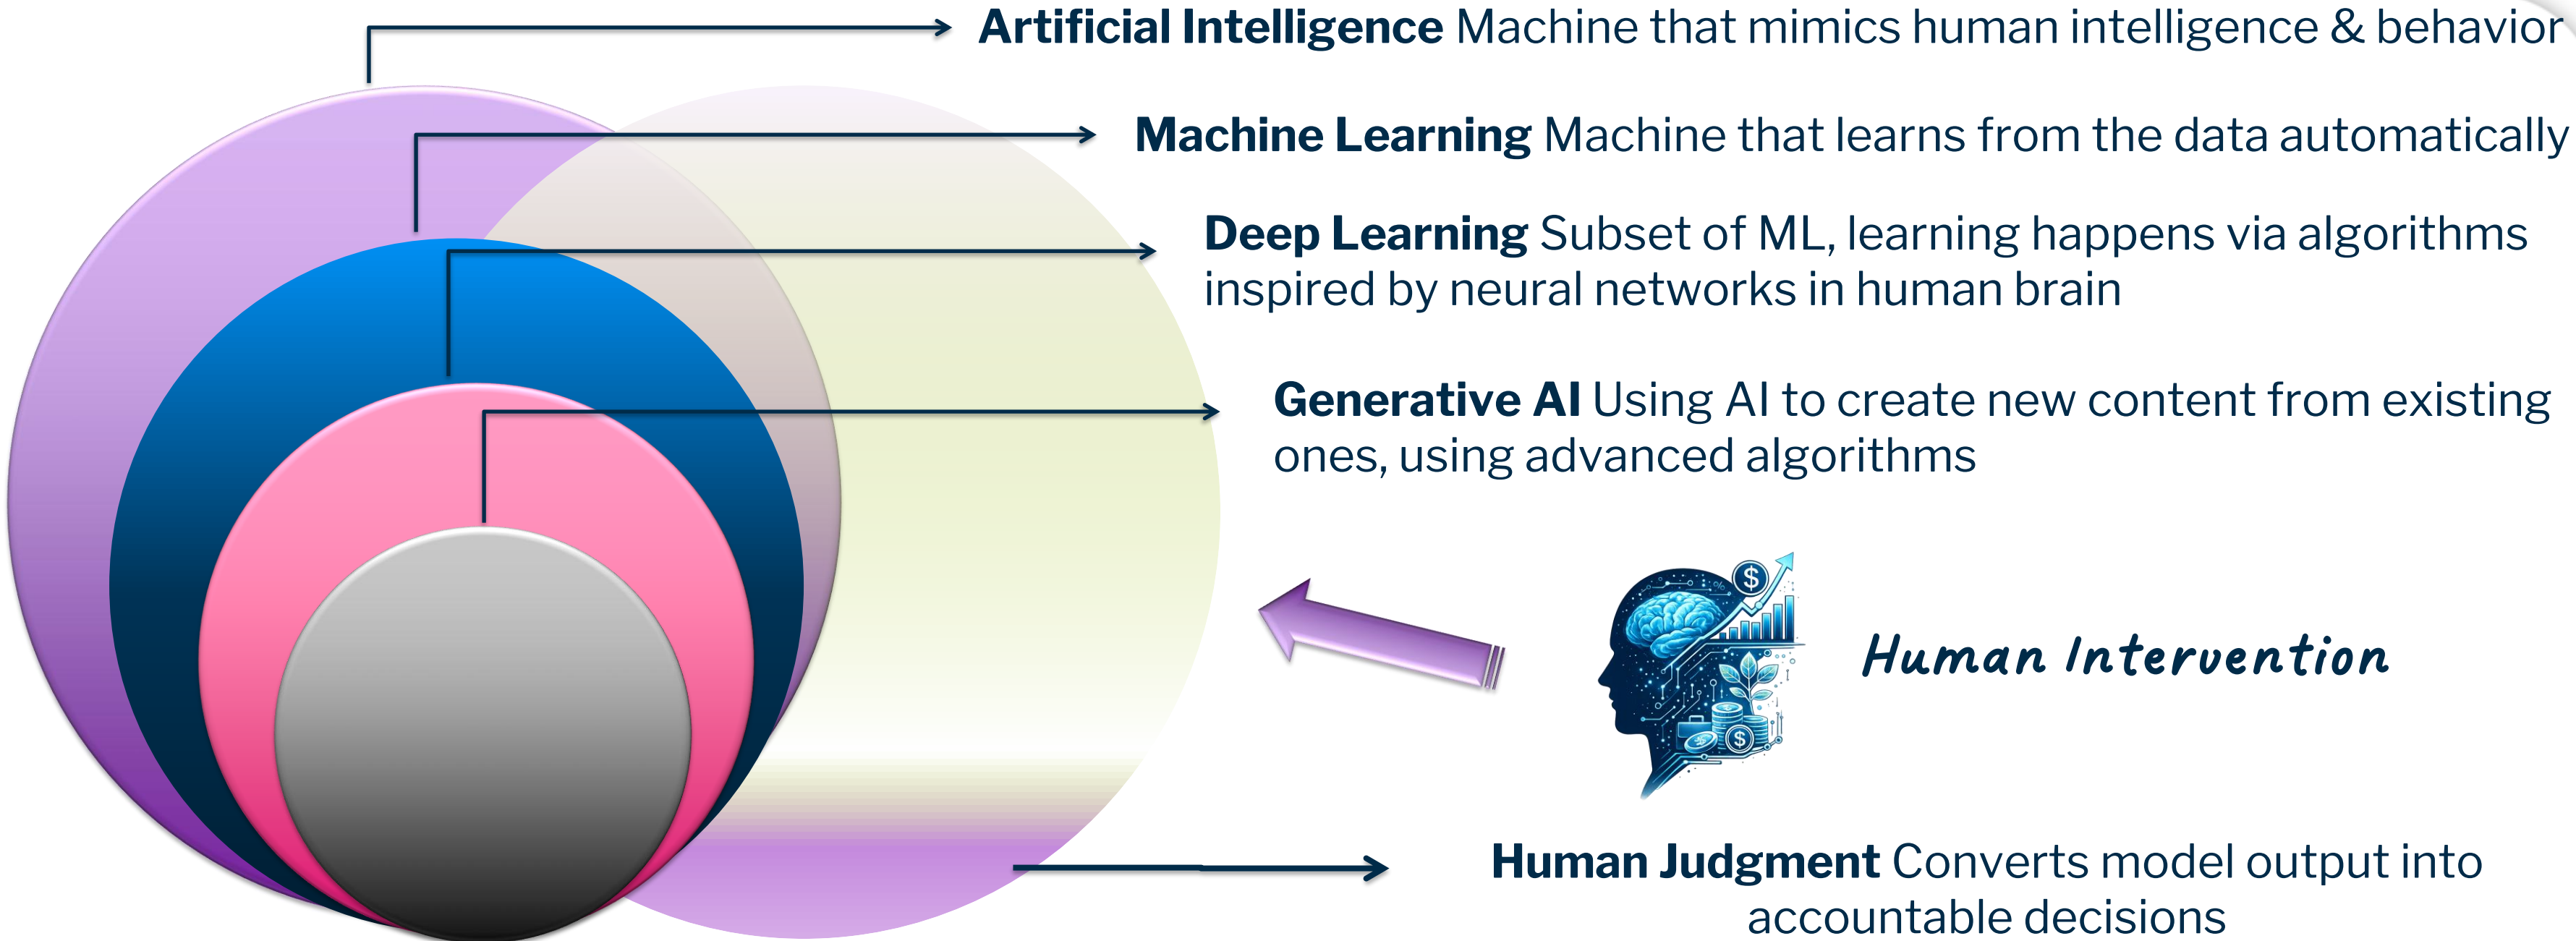 Artificial Intelligence Machine that mimics human intelligence & behavior
Machine Learning Machine that learns from the data automatically
Deep Learning Subset of ML, learning happens via algorithms
inspired by neural networks in human brain
Generative AI Using AI to create new content from existing
ones, using advanced algorithms
$
$
Human Intervention
Human Judgment Converts model output into
accountable decisions